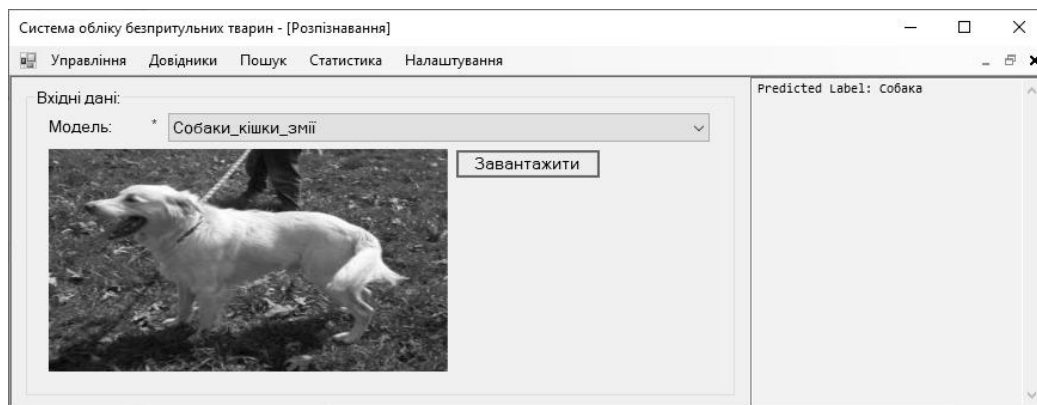 Система обліку безпритульних тварин - [Розпізнавання]
Управління Довідники Пошук Статистика Налаштування
Вхідні дані:
Модель: * Собаки_кішки_змії
Завантажити
Predicted Label: Собака